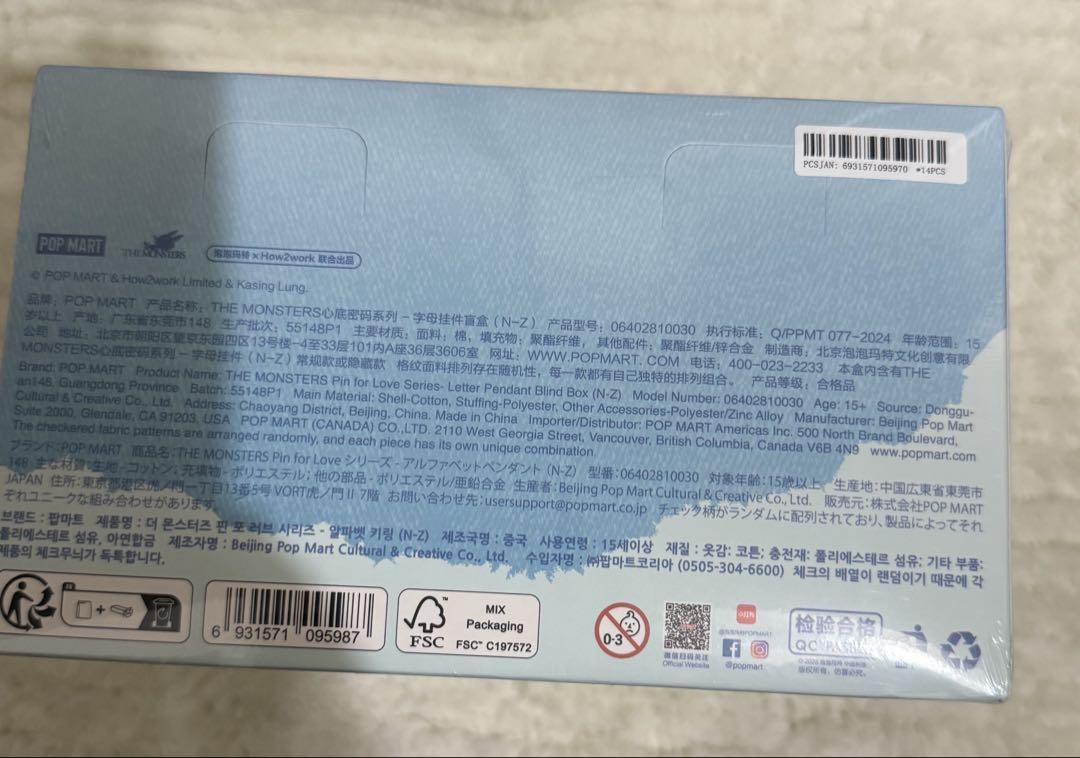 PCSJAN: 6931571095970 *14PCS
POP MART THE MONSTERS 泡泡玛特×How2work 联合出品
© POP MART & How2work Limited & Kasing Lung.
品牌：POP MART 产品名称：THE MONSTERS心底密码系列－字母挂件盲盒（N-Z） 产品型号：06402810030 执行标准：Q/PPMT 077-2024 年龄范围：15
岁以上 产地：广东省东莞市148 生产批次：55148P1 主要材质：面料：棉，填充物：聚酯纤维，其他配件：聚酯纤维/锌合金 制造商：北京泡泡玛特文化创意有限
公司 地址：北京市朝阳区望京东园四区13号楼-4至33层101内A座36层3606室 网址：WWW.POPMART.COM 电话：400-023-2233 本盒内含有THE
MONSTERS心底密码系列－字母挂件（N-Z）常规款或隐藏款 格纹面料排列存在随机性，每一款都有自己独特的排列组合。 产品等级：合格品
Brand: POP MART Product Name: THE MONSTERS Pin for Love Series- Letter Pendant Blind Box (N-Z) Model Number: 06402810030 Age: 15+ Source: Donggu-
an148, Guangdong Province Batch: 55148P1 Main Material: Shell-Cotton, Stuffing-Polyester, Other Accessories-Polyester/Zinc Alloy Manufacturer: Beijing Pop Mart
Cultural & Creative Co., Ltd. Address: Chaoyang District, Beijing, China. Made in China Importer/Distributor: POP MART Americas Inc. 500 North Brand Boulevard,
Suite 2000, Glendale, CA 91203, USA POP MART (CANADA) CO.,LTD. 2110 West Georgia Street, Vancouver, British Columbia, Canada V6B 4N9 www.popmart.com
The checkered fabric patterns are arranged randomly, and each piece has its own unique combination.
ブランド:POP MART 商品名:THE MONSTERS Pin for Love シリーズ - アルファベットペンダント（N-Z） 型番:06402810030 対象年齢:15歳以上 生産地:中国広東省東莞市
148 主な材質:生地 - コットン; 充填物 - ポリエステル; 他の部品 - ポリエステル/亜鉛合金 生産者:Beijing Pop Mart Cultural & Creative Co., Ltd. 販売元:株式会社POP MART
JAPAN 住所:東京都港区虎ノ門一丁目13番5号 VORT虎ノ門II 7階 お問い合わせ先:usersupport@popmart.co.jp チェック柄がランダムに配列されており、製品によってそれ
ぞれユニークな組み合わせがあります。
브랜드 : 팝마트 제품명 : 더 몬스터즈 핀 포 러브 시리즈 - 알파벳 키링 (N-Z) 제조국명 : 중국 사용연령 : 15세이상 재질 : 옷감: 코튼; 충전재: 폴리에스테르 섬유; 기타 부품:
폴리에스테르 섬유, 아연합금 제조자명 : Beijing Pop Mart Cultural & Creative Co., Ltd. 수입자명 : ㈜팝마트코리아 (0505-304-6600) 체크의 배열이 랜덤이기 때문에 각
제품의 체크무늬가 독특합니다.
6 931571 095987
FSC
MIX
Packaging
FSC™ C197572
0-3
微信扫码关注
Official Website
小红书
@泡泡玛特POPMART
@popmart
检验合格
版权所有，仿冒必究。